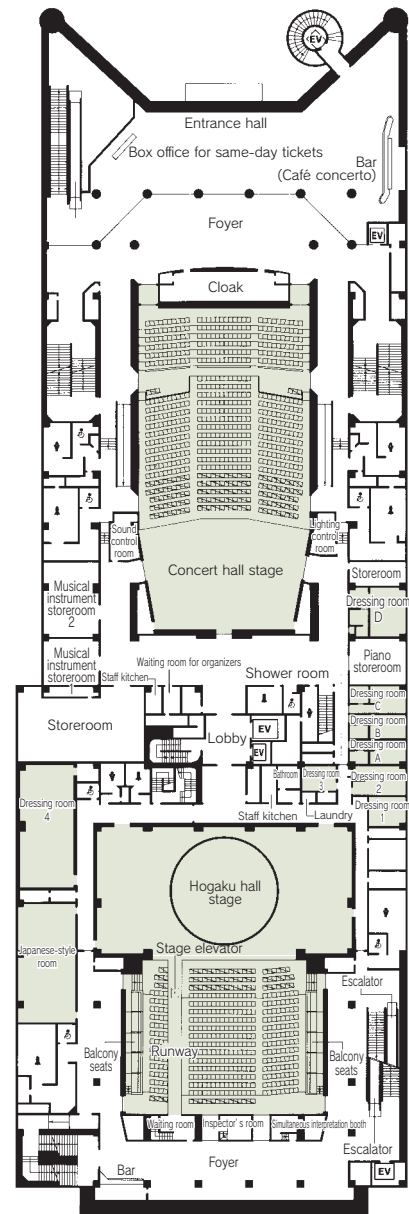 EV
Entrance hall
Box office for same-day tickets
Bar
(Café concerto)
Foyer
EV
Cloak
Sound
control
room
Lighting
control
room
Concert hall stage
Storeroom
Musical
instrument
storeroom
2
Dressing room
D
Musical
instrument
storeroom
1
Piano
storeroom
Waiting room for organizers
Staff kitchen
Shower room
Dressing room
C
Storeroom
Lobby
EV
EV
Dressing room
B
Dressing room
A
Dressing room
4
Bathroom
Dressing room
3
Dressing room
2
Staff kitchen
Laundry
Dressing room
1
Hogaku hall
stage
Stage elevator
Japanese-style
room
Escalator
Balcony
seats
Runway
Balcony
seats
Waiting room
Inspector's room
Simultaneous interpretation booth
Escalator
Bar
Foyer
EV